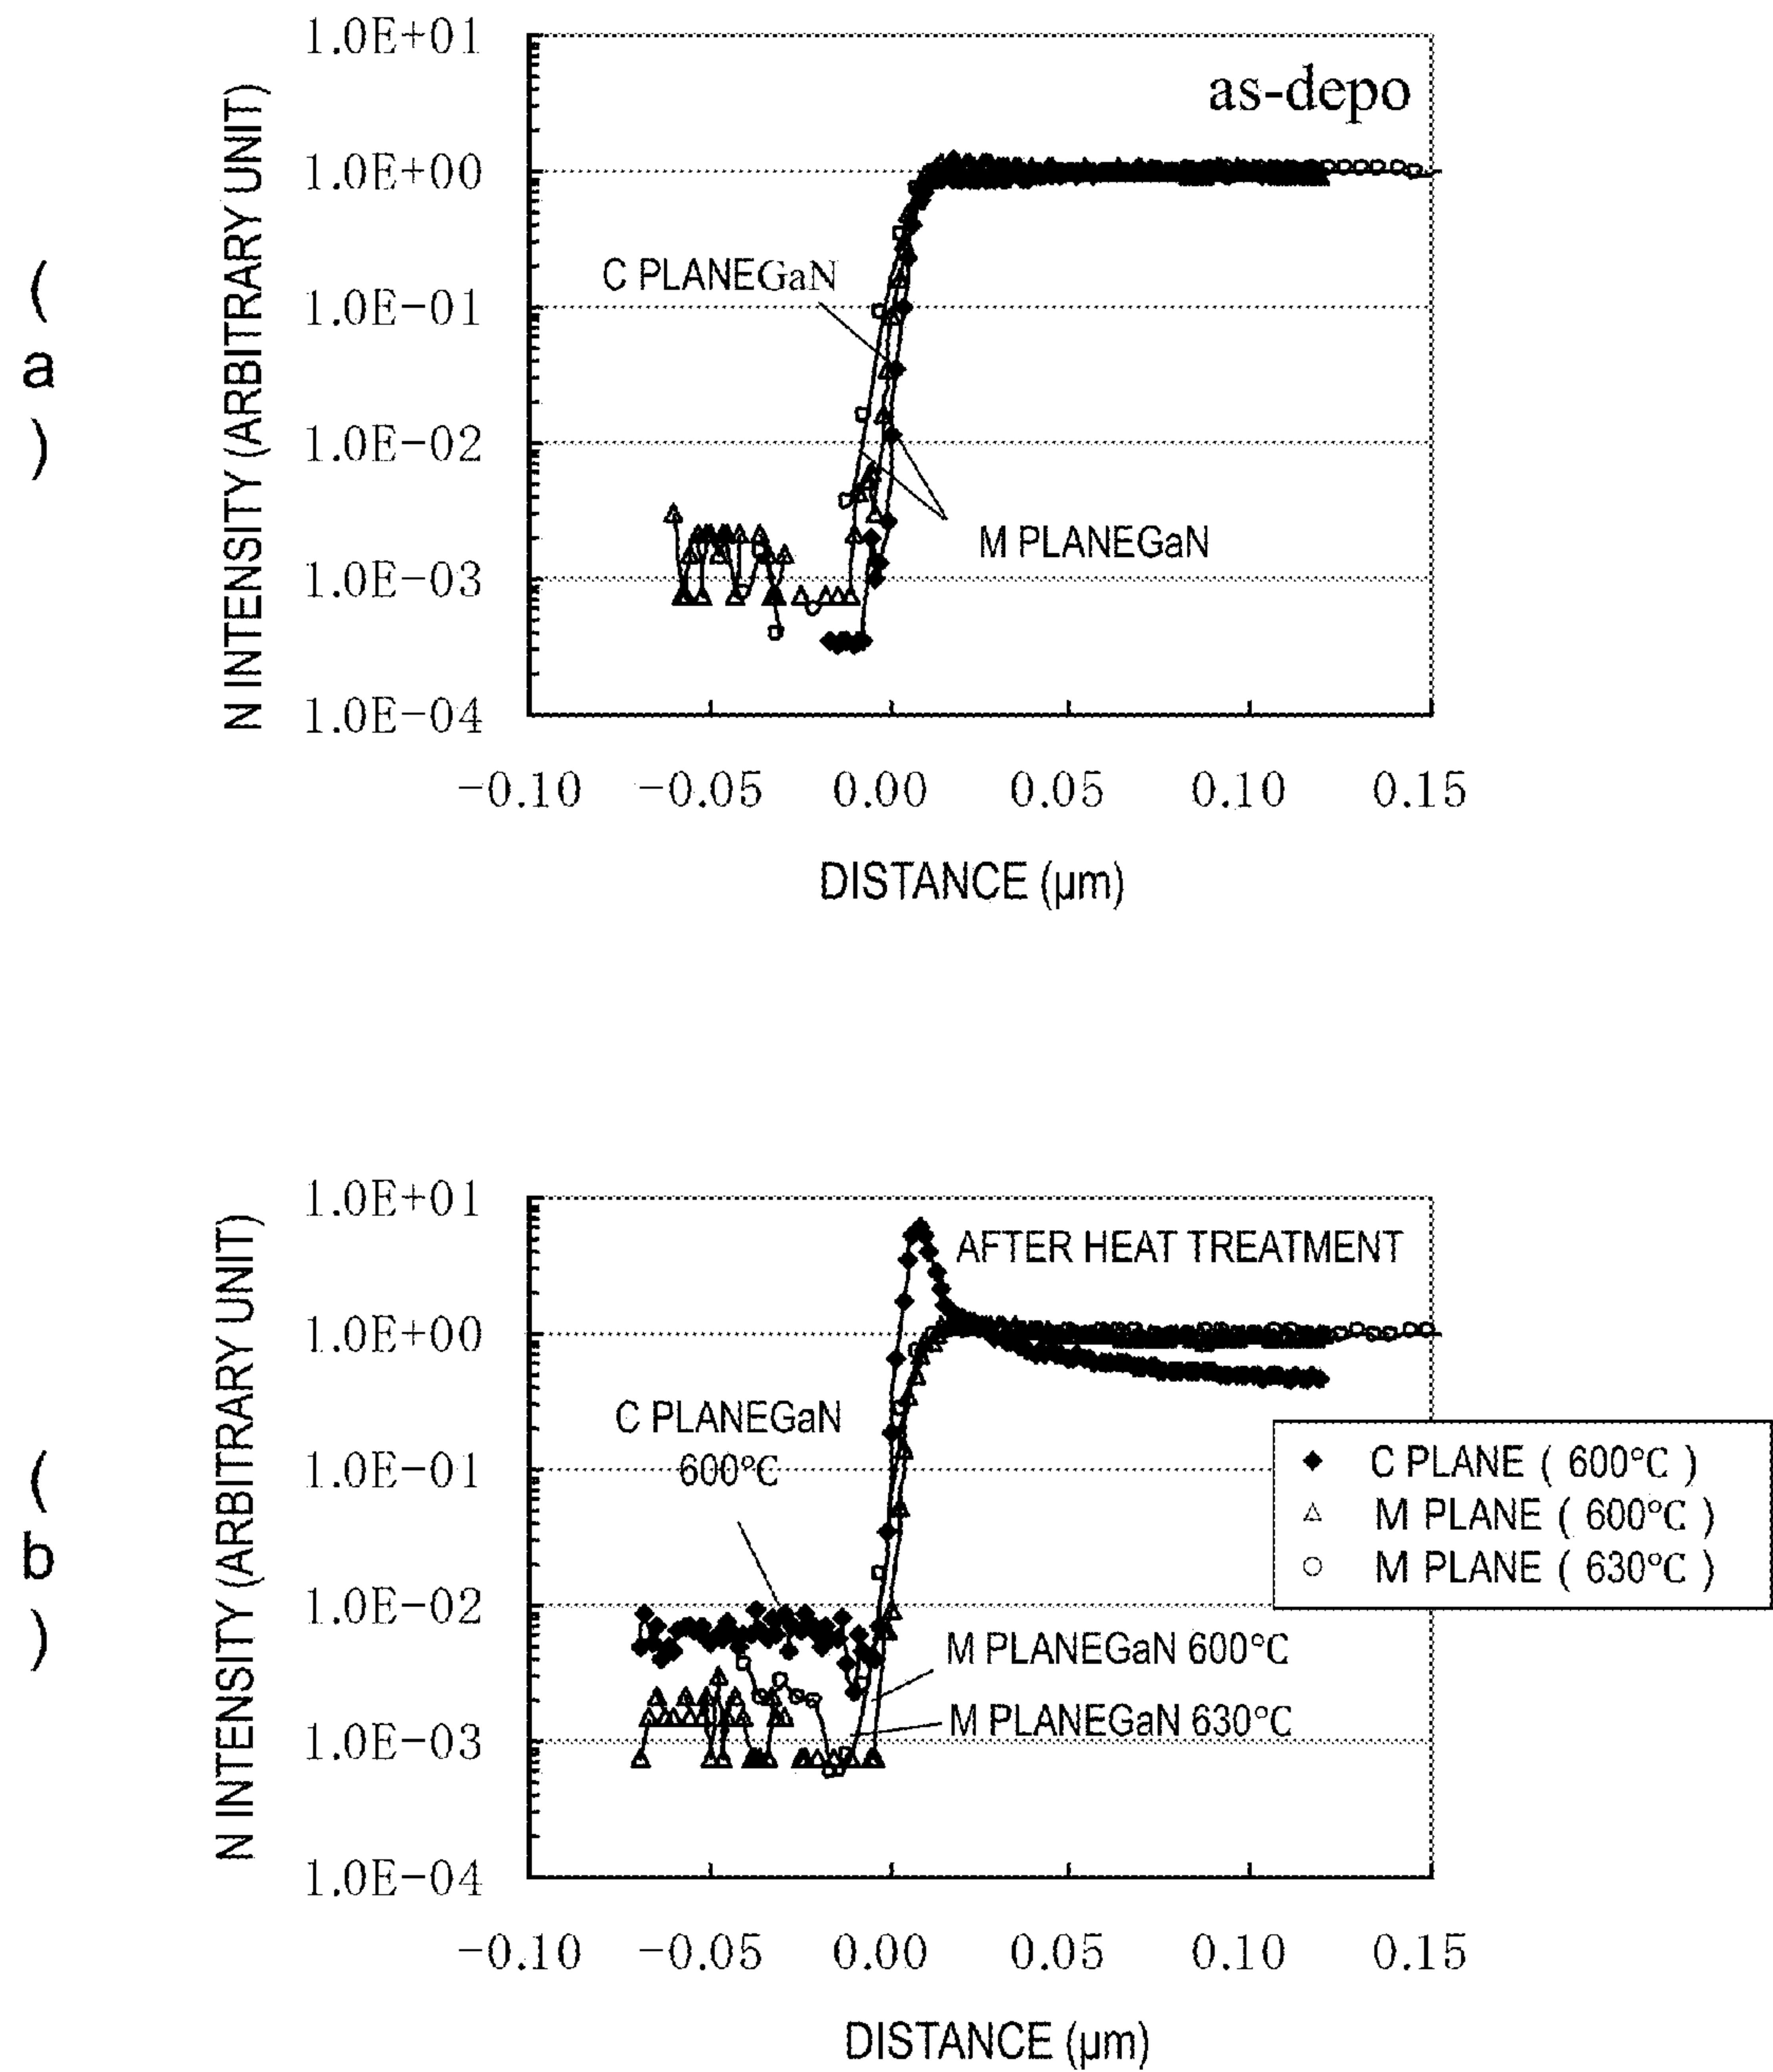 (a)
N INTENSITY (ARBITRARY UNIT)
1.0E+01
1.0E+00
1.0E-01
1.0E-02
1.0E-03
1.0E-04
as-depo
C PLANEGaN
M PLANEGaN
-0.10 -0.05 0.00 0.05 0.10 0.15
DISTANCE (μm)
(b)
N INTENSITY (ARBITRARY UNIT)
1.0E+01
1.0E+00
1.0E-01
1.0E-02
1.0E-03
1.0E-04
AFTER HEAT TREATMENT
C PLANEGaN
600°C
M PLANEGaN 600°C
M PLANEGaN 630°C
C PLANE ( 600°C )
M PLANE ( 600°C )
M PLANE ( 630°C )
-0.10 -0.05 0.00 0.05 0.10 0.15
DISTANCE (μm)